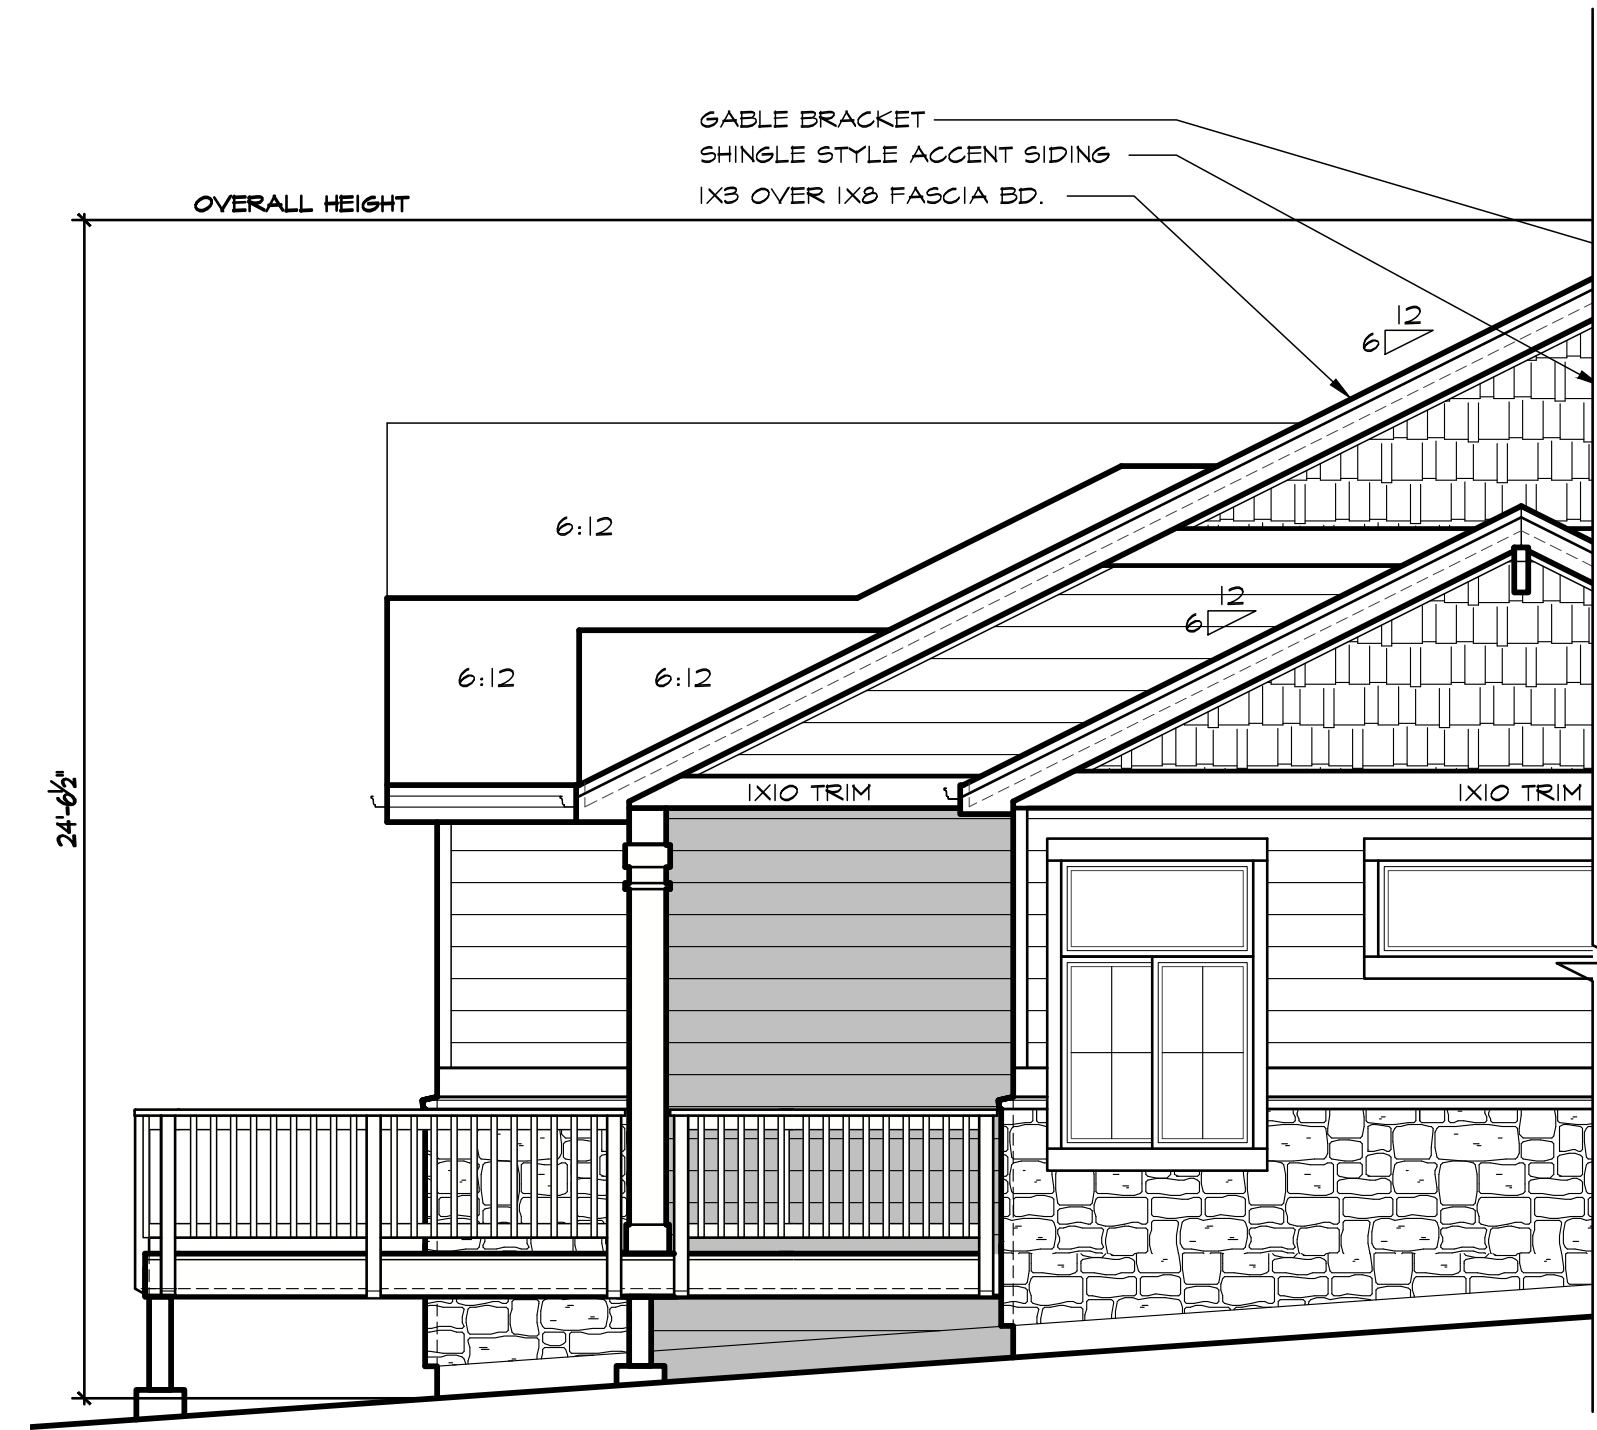 GABLE BRACKET
SHINGLE STYLE ACCENT SIDING
1X3 OVER 1X8 FASCIA BD.
OVERALL HEIGHT
12
6
6:12
12
6
6:12
6:12
24'-6½"
1X10 TRIM
1X10 TRIM